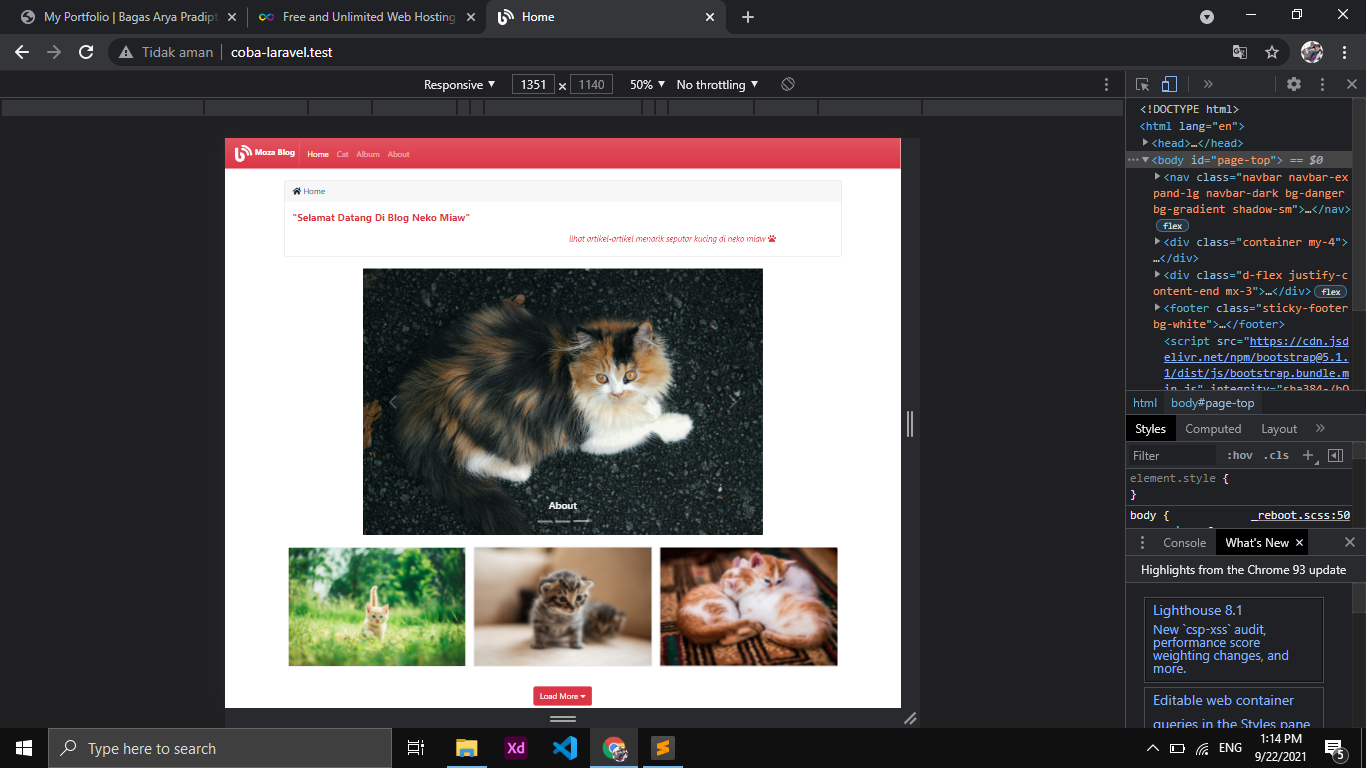 My Portfolio | Bagas Arya Pradipt
Free and Unlimited Web Hosting
Home
Tidak aman
coba-laravel.test
Responsive
1351
x
1140
50%
No throttling
Moza Blog
Home
Cat
Album
About
Home
"Selamat Datang Di Blog Neko Miaw"
lihat artikel-artikel menarik seputar kucing di neko miaw
About
Load More
<!DOCTYPE html>
<html lang="en">
<head>…</head>
<body id="page-top"> == $0
<nav class="navbar navbar-ex
pand-lg navbar-dark bg-danger
bg-gradient shadow-sm">…</nav>
flex
<div class="container my-4">
…</div>
<div class="d-flex justify-c
ontent-end mx-3">…</div>
flex
<footer class="sticky-footer
bg-white">…</footer>
<script src="https://cdn.jsd
elivr.net/npm/bootstrap@5.1.
1/dist/js/bootstrap.bundle.m
in.js" integrity="sha384-/bQ
html
body#page-top
Styles
Computed
Layout
Filter
:hov
.cls
element.style {
}
body {
_reboot.scss:50
Console
What's New
Highlights from the Chrome 93 update
Lighthouse 8.1
New `csp-xss` audit,
performance score
weighting changes, and
more.
Editable web container
queries in the Styles pane
Type here to search
Xd
ENG
1:14 PM
9/22/2021
5